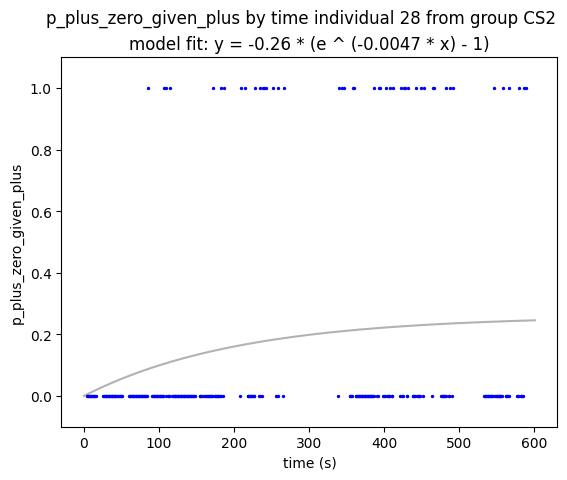 p_plus_zero_given_plus by time individual 28 from group CS2
model fit: y = -0.26 * (e ^ (-0.0047 * x) - 1)
1.0
0.8
0.6
0.4
0.2
0.0
p_plus_zero_given_plus
0 100 200 300 400 500 600
time (s)